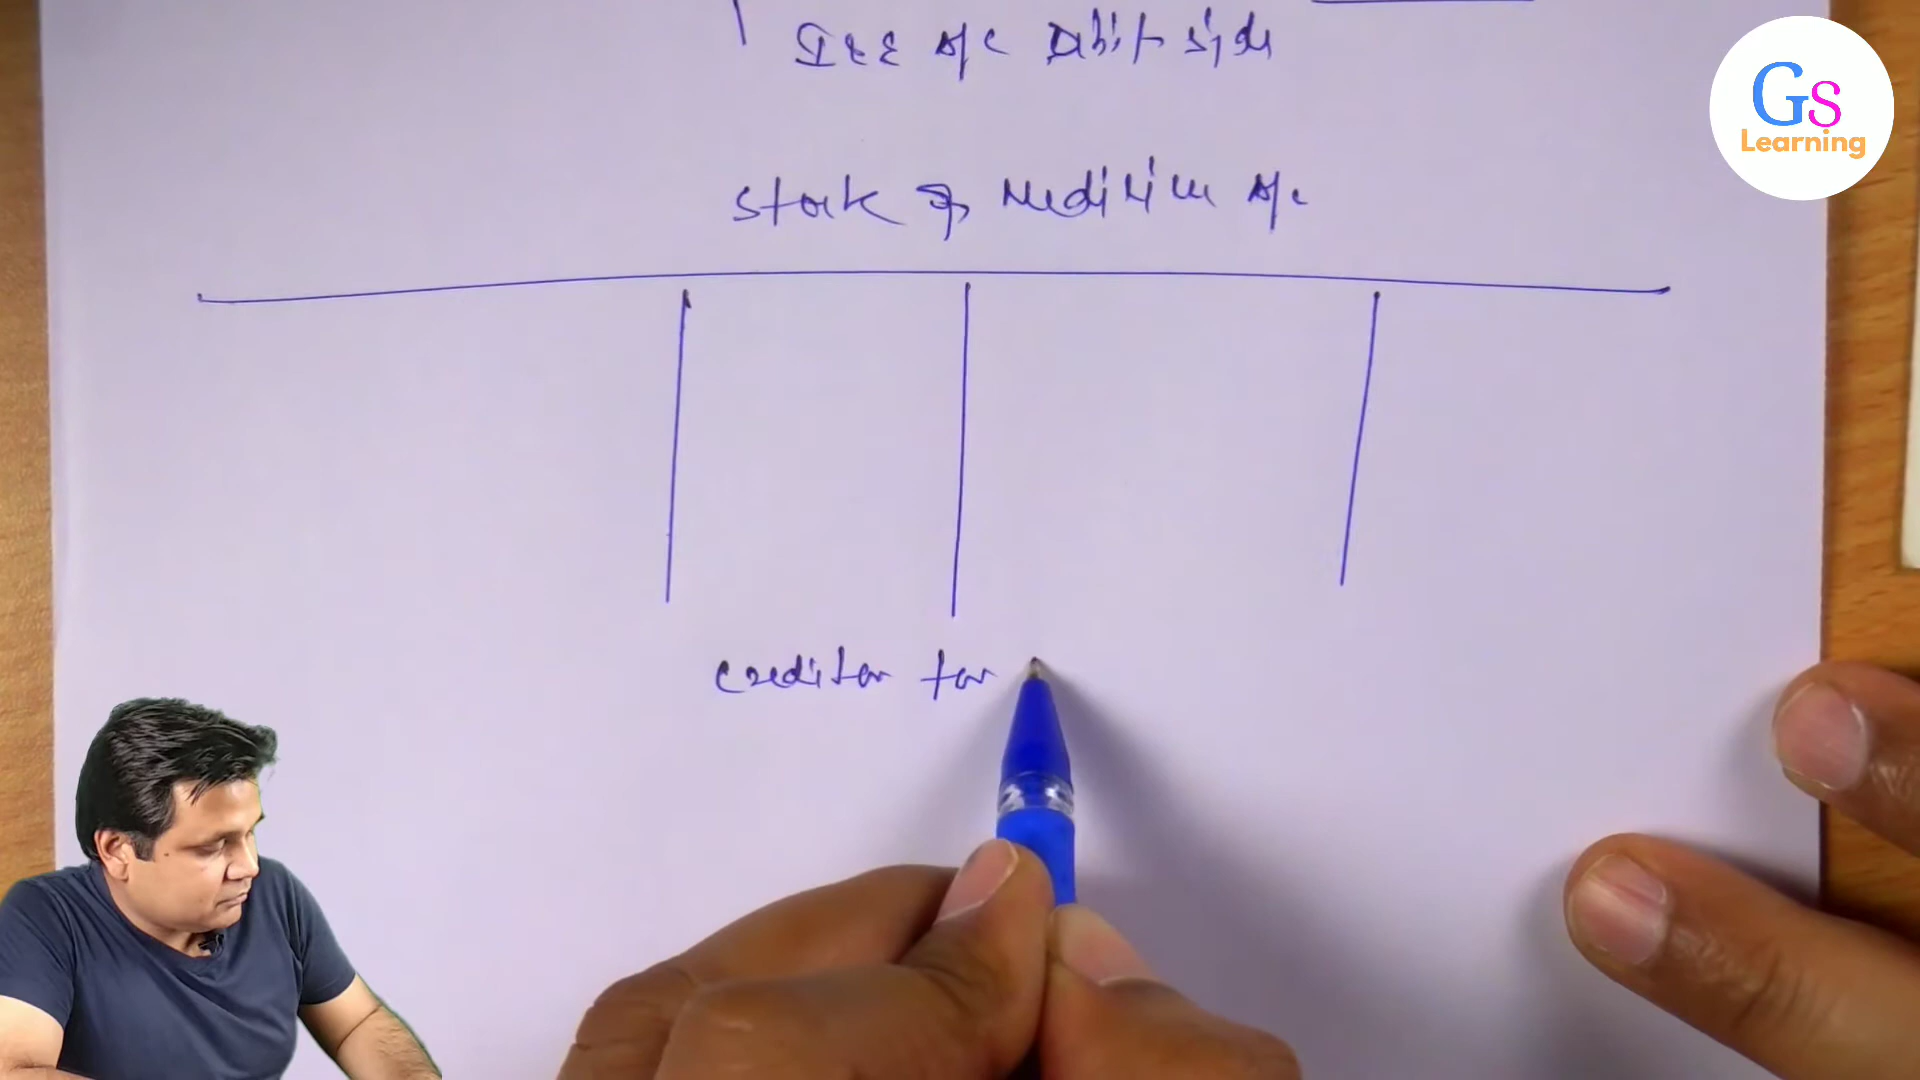 I & E A/c Debit side
Gs
Learning
Stock of Medicine A/c
creditor for